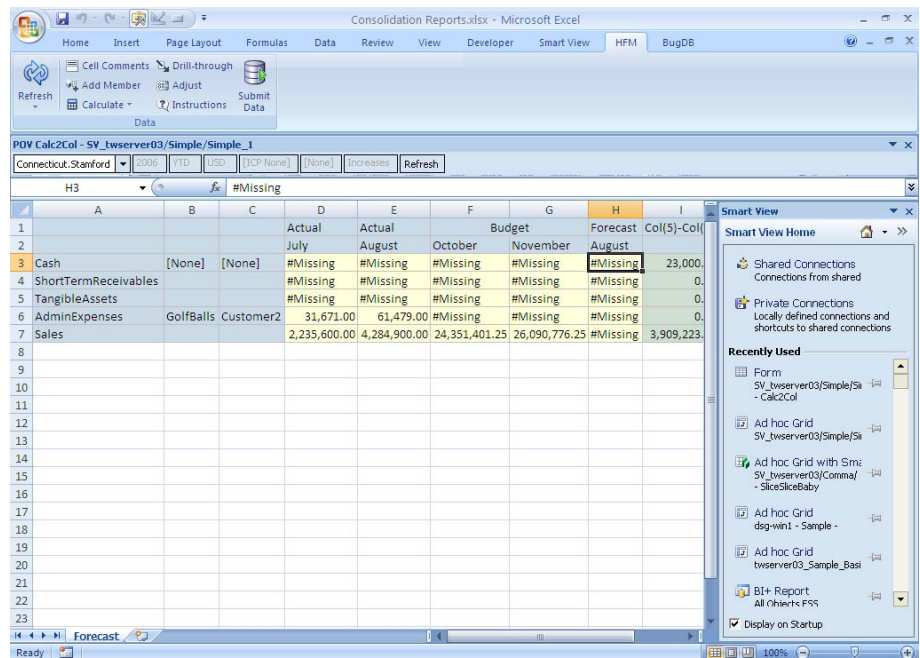 Consolidation Reports.xlsx - Microsoft Excel
Home Insert Page Layout Formulas Data Review View Developer Smart View HFM BugDB
Refresh
Cell Comments Drill-through
Add Member Adjust
Calculate Instructions
Submit Data
Data
POV Calc2Col - SV_twserver03/Simple/Simple_1
Connecticut.Stamford 2006 YTD USD [ICP None] [None] Increases Refresh
H3 fx #Missing
A B C D E F G H I
1 Actual Actual Budget Forecast Col(5)-Col(
2 July August October November August
3 Cash [None] [None] #Missing #Missing #Missing #Missing #Missing 23,000.
4 ShortTermReceivables #Missing #Missing #Missing #Missing #Missing 0.
5 TangibleAssets #Missing #Missing #Missing #Missing #Missing 0.
6 AdminExpenses GolfBalls Customer2 31,671.00 61,479.00 #Missing #Missing #Missing 0.
7 Sales 2,235,600.00 4,284,900.00 24,351,401.25 26,090,776.25 #Missing 3,909,223.
8
9
10
11
12
13
14
15
16
17
18
19
20
21
22
23
Smart View
Smart View Home
Shared Connections
Connections from shared
Private Connections
Locally defined connections and
shortcuts to shared connections
Recently Used
Form
SV_twserver03/Simple/Si
- Calc2Col
Ad hoc Grid
SV_twserver03/Simple/Si
Ad hoc Grid with Sma
SV_twserver03/Comma/
- SliceSliceBaby
Ad hoc Grid
dsg-win1 - Sample -
Ad hoc Grid
twserver03_Sample_Basi
BI+ Report
All Objects FSS
Display on Startup
Forecast
Ready 100%